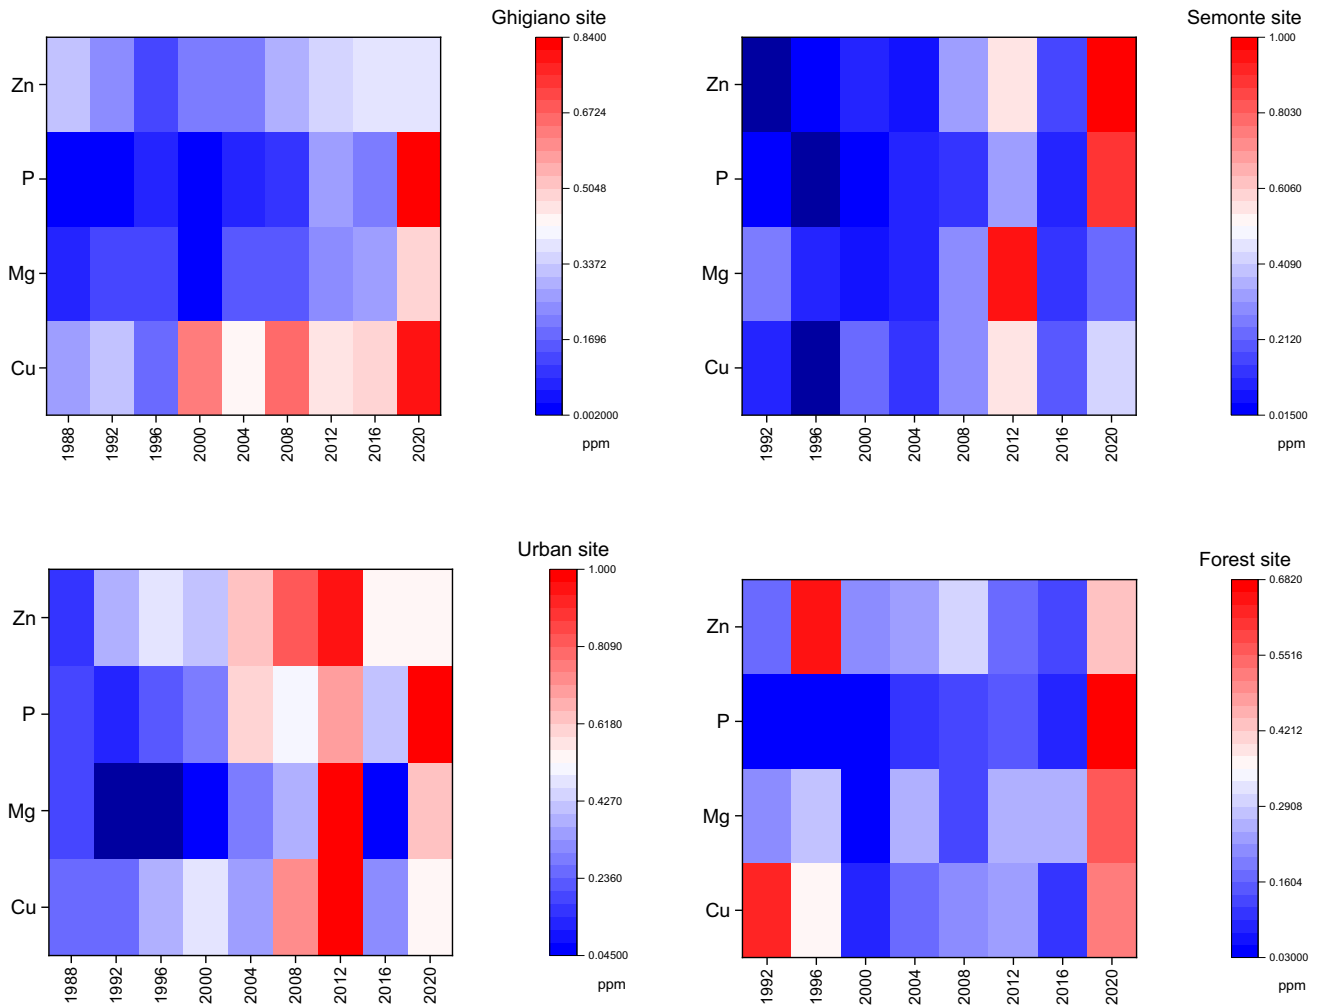 Ghigiano site
Zn
P
Mg
Cu
1988
1992
1996
2000
2004
2008
2012
2016
2020
0.8400
0.6724
0.5048
0.3372
0.1696
0.002000
ppm
Semonte site
Zn
P
Mg
Cu
1992
1996
2000
2004
2008
2012
2016
2020
1.000
0.8030
0.6060
0.4090
0.2120
0.01500
ppm
Urban site
Zn
P
Mg
Cu
1988
1992
1996
2000
2004
2008
2012
2016
2020
1.000
0.8090
0.6180
0.4270
0.2360
0.04500
ppm
Forest site
Zn
P
Mg
Cu
1992
1996
2000
2004
2008
2012
2016
2020
0.6820
0.5516
0.4212
0.2908
0.1604
0.03000
ppm